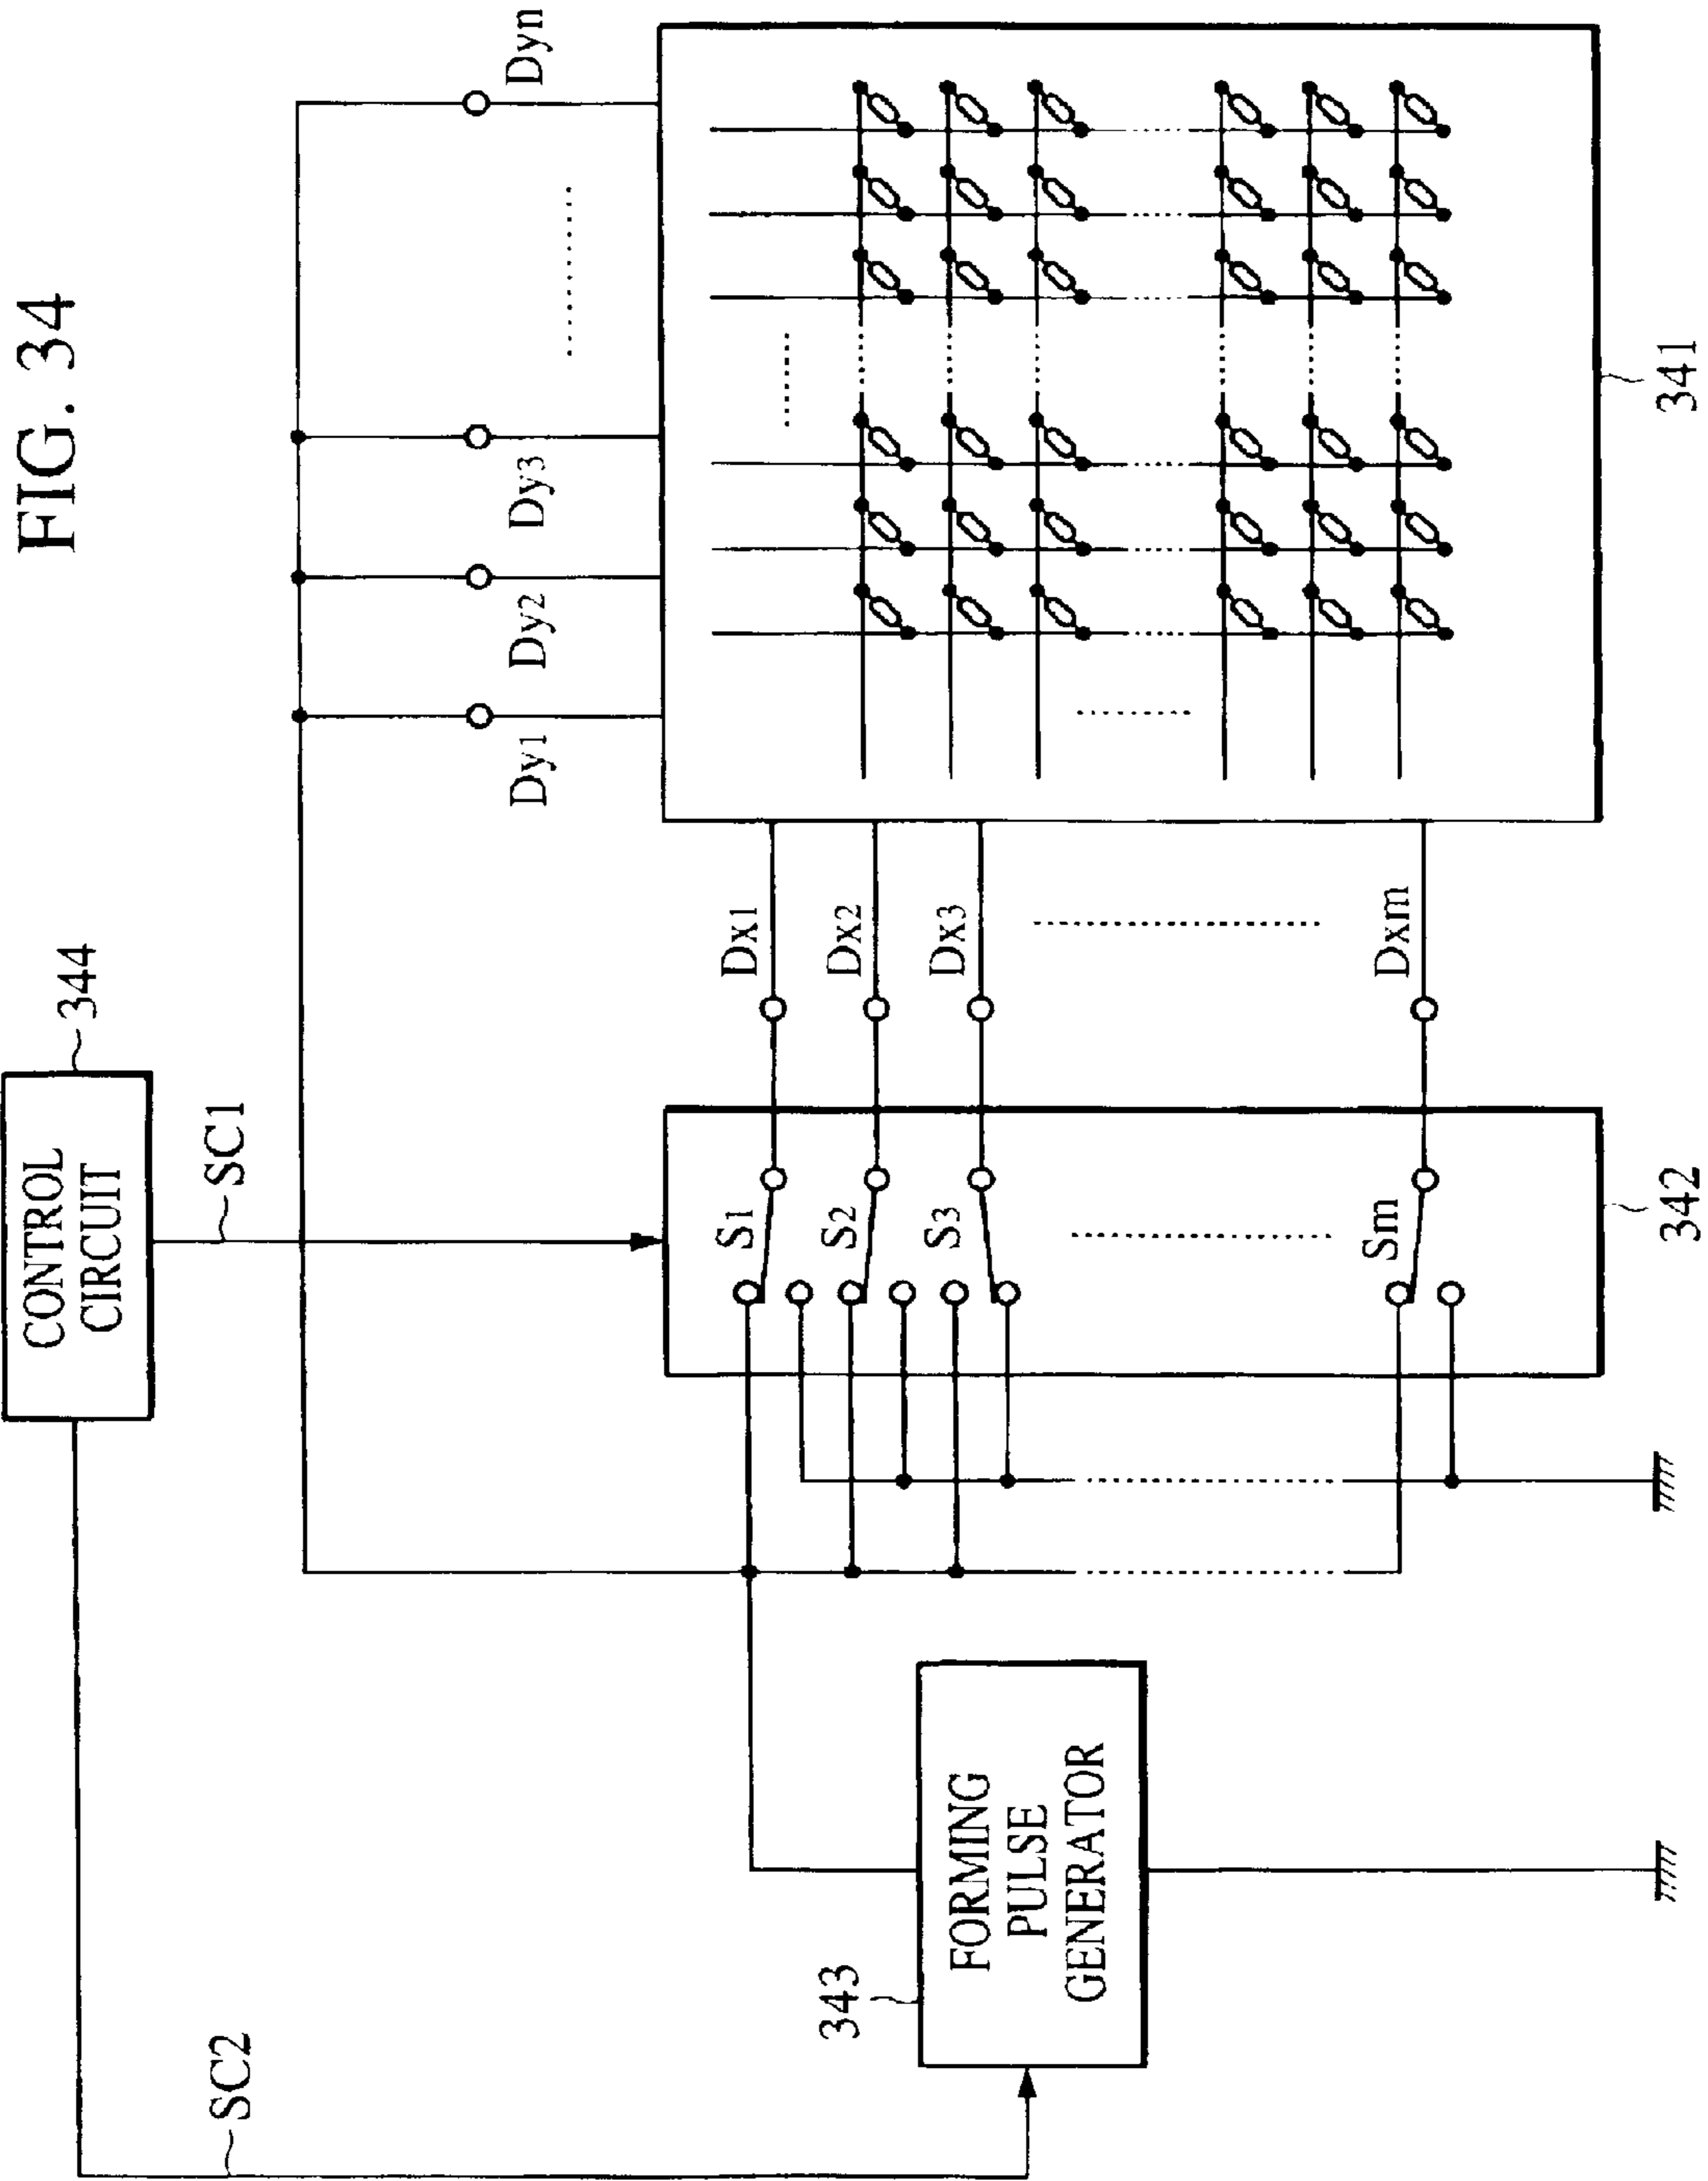 FIG. 34
CONTROL
CIRCUIT
344
SC1
SC2
Dy1
Dy2
Dy3
Dyn
Dx1
Dx2
Dx3
Dxm
S1
S2
S3
Sm
341
342
343
FORMING
PULSE
GENERATOR